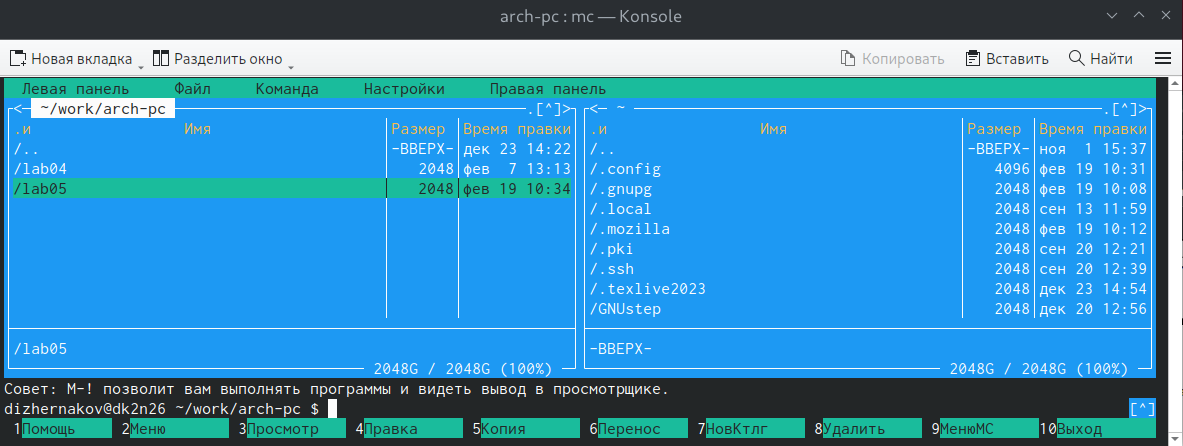 arch-pc : mc — Konsole
Новая вкладка Разделить окно Копировать Вставить Найти
Левая панель Файл Команда Настройки Правая панель
<— ~/work/arch-pc .[^]> <— ~ .[^]>
.и Имя Размер Время правки .и Имя Размер Время правки
/.. -ВВЕРХ- дек 23 14:22 /.. -ВВЕРХ- ноя 1 15:37
/lab04 2048 фев 7 13:13 /.config 4096 фев 19 10:31
/lab05 2048 фев 19 10:34 /.gnupg 2048 фев 19 10:08
/.local 2048 сен 13 11:59
/.mozilla 2048 фев 19 10:12
/.pki 2048 сен 20 12:21
/.ssh 2048 сен 20 12:39
/.texlive2023 2048 дек 23 14:54
/GNUstep 2048 дек 20 12:56
/lab05 -ВВЕРХ-
2048G / 2048G (100%) 2048G / 2048G (100%)
Совет: M-! позволит вам выполнять программы и видеть вывод в просмотрщике.
dizhernakov@dk2n26 ~/work/arch-pc $ [^]
1Помощь 2Меню 3Просмотр 4Правка 5Копия 6Перенос 7НовКтлг 8Удалить 9МенюMC 10Выход